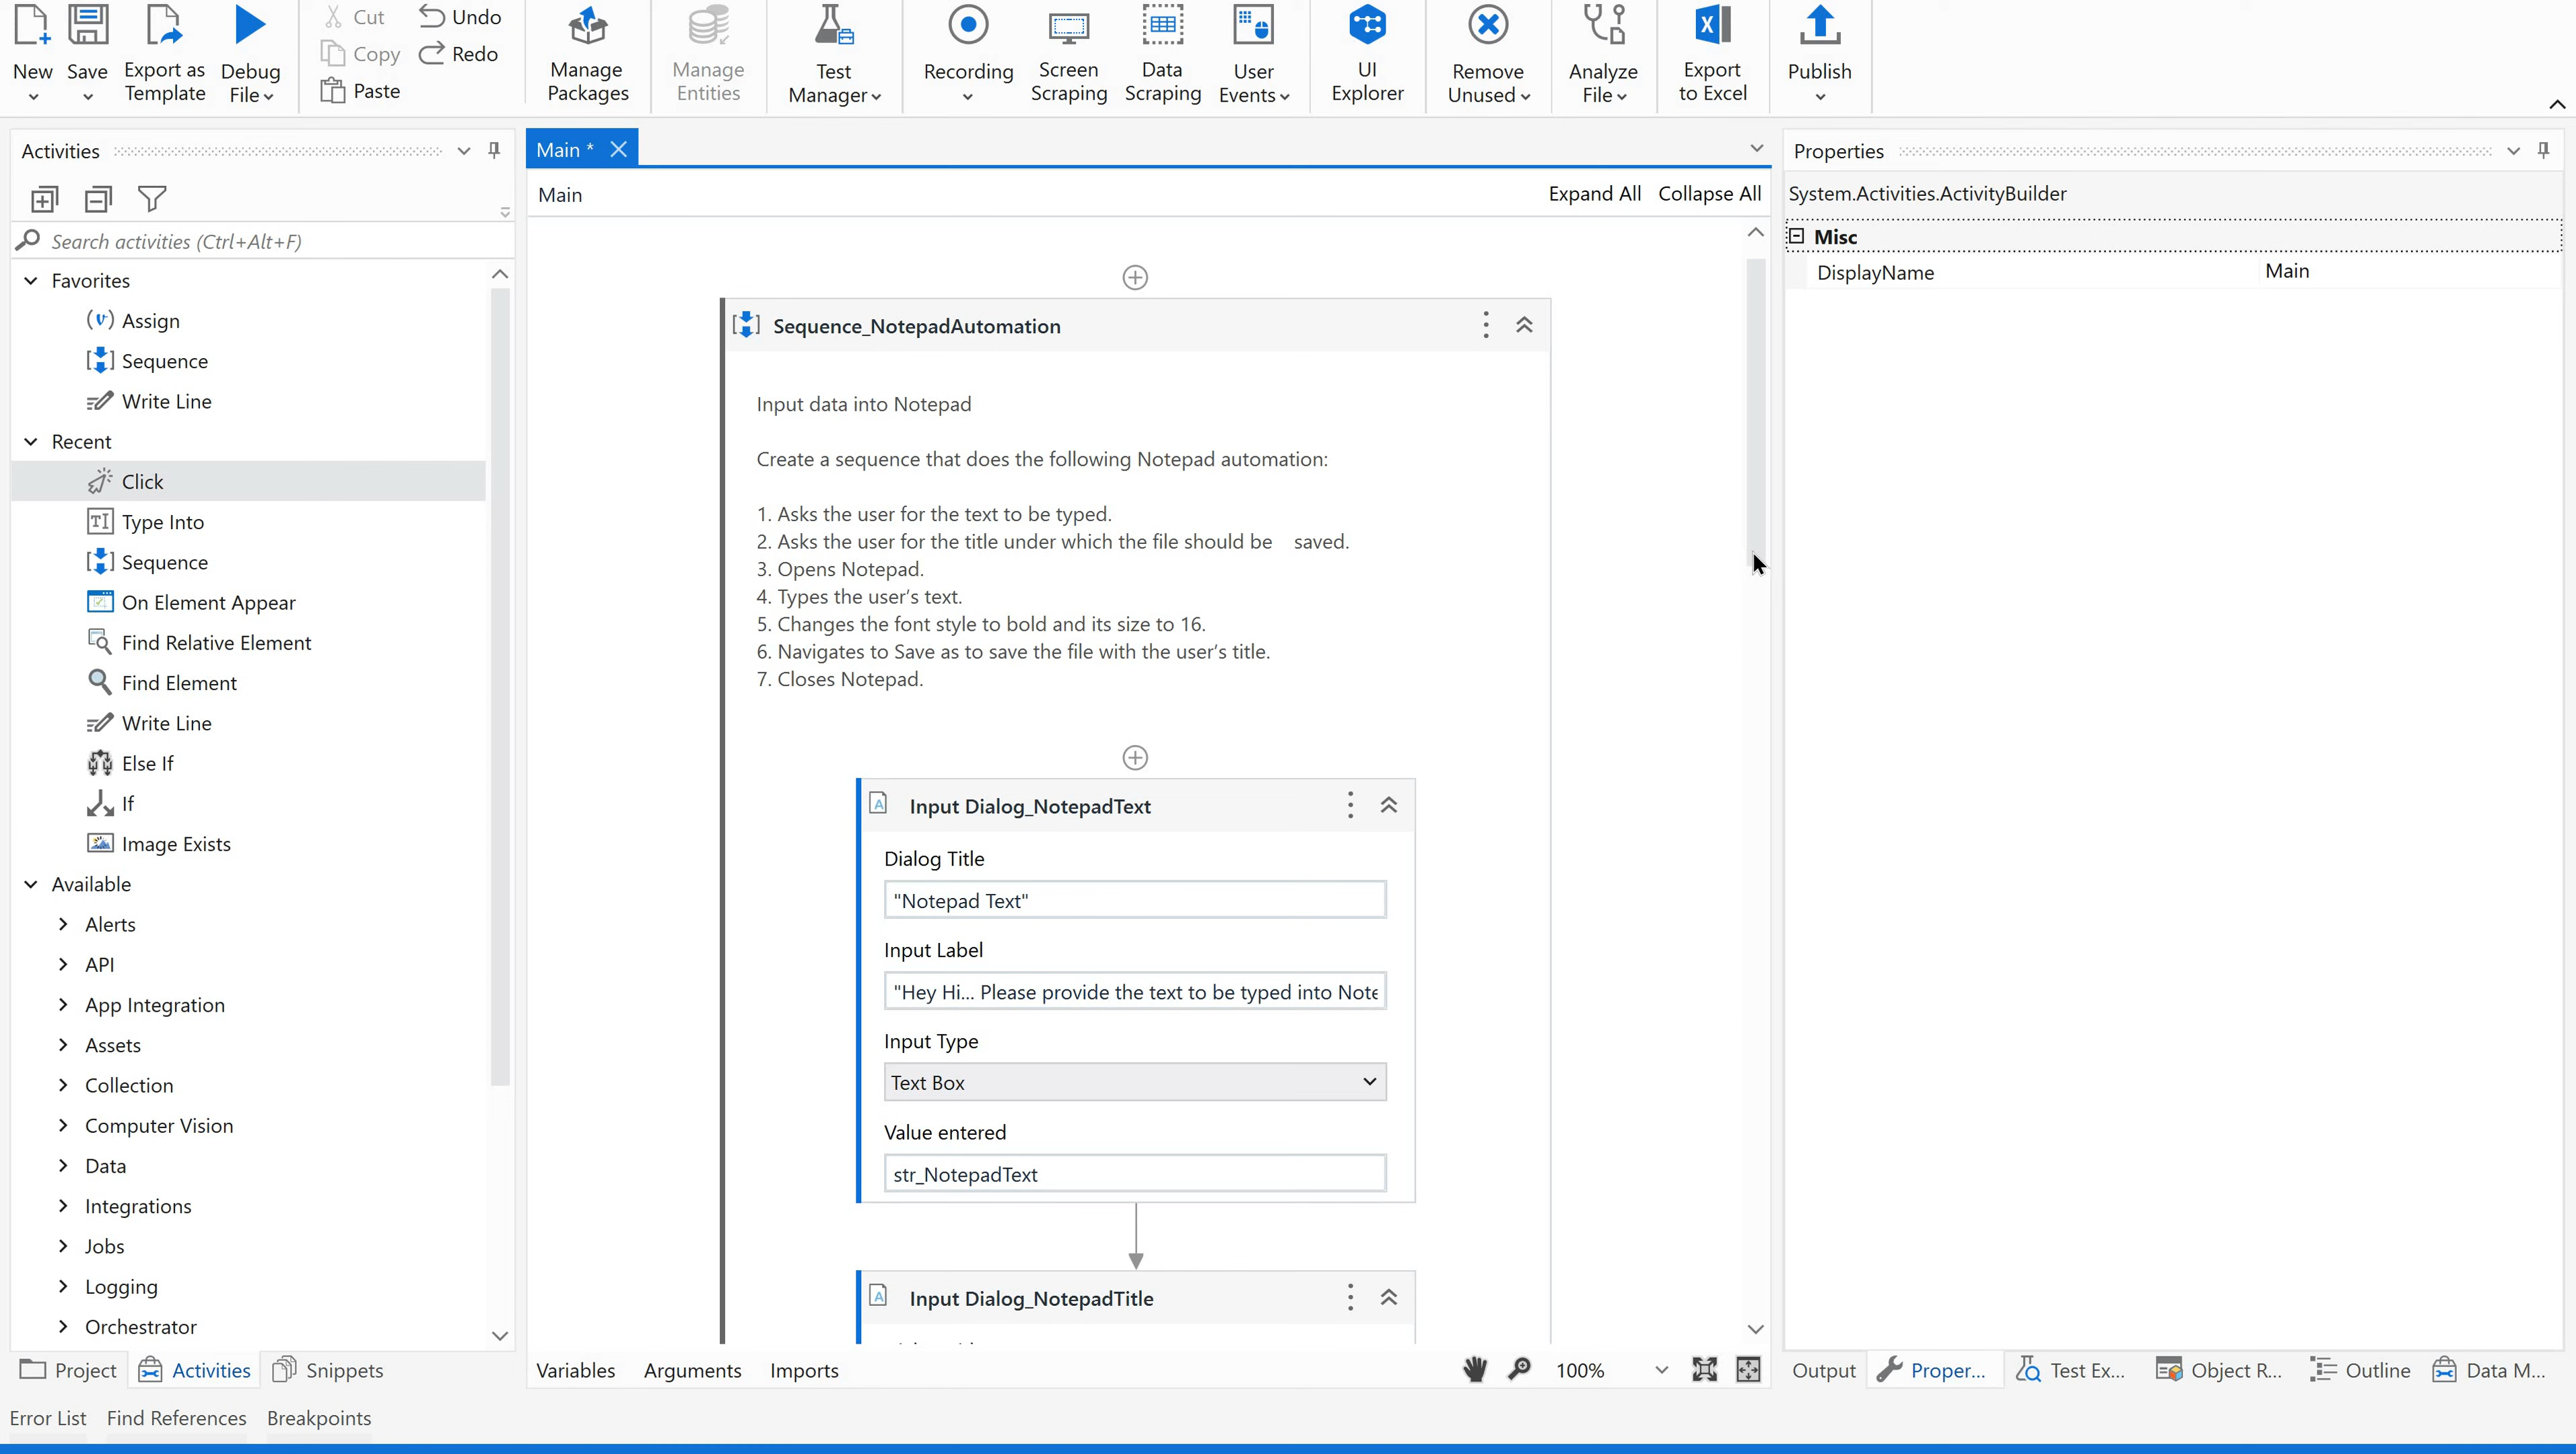 New
Save
Export as
Template
Debug
File
Cut
Copy
Paste
Undo
Redo
Manage
Packages
Manage
Entities
Test
Manager
Recording
Screen
Scraping
Data
Scraping
User
Events
UI
Explorer
Remove
Unused
Analyze
File
Export
to Excel
Publish
Activities
Search activities (Ctrl+Alt+F)
Favorites
Assign
Sequence
Write Line
Recent
Click
Type Into
Sequence
On Element Appear
Find Relative Element
Find Element
Write Line
Else If
If
Image Exists
Available
Alerts
API
App Integration
Assets
Collection
Computer Vision
Data
Integrations
Jobs
Logging
Orchestrator
Project
Activities
Snippets
Main *
Main
Expand All
Collapse All
Sequence_NotepadAutomation
Input data into Notepad
Create a sequence that does the following Notepad automation:
1. Asks the user for the text to be typed.
2. Asks the user for the title under which the file should be saved.
3. Opens Notepad.
4. Types the user's text.
5. Changes the font style to bold and its size to 16.
6. Navigates to Save as to save the file with the user's title.
7. Closes Notepad.
Input Dialog_NotepadText
Dialog Title
"Notepad Text"
Input Label
"Hey Hi... Please provide the text to be typed into Note
Input Type
Text Box
Value entered
str_NotepadText
Input Dialog_NotepadTitle
Variables
Arguments
Imports
100%
Properties
System.Activities.ActivityBuilder
Misc
DisplayName
Main
Output
Proper...
Test Ex...
Object R...
Outline
Data M...
Error List
Find References
Breakpoints